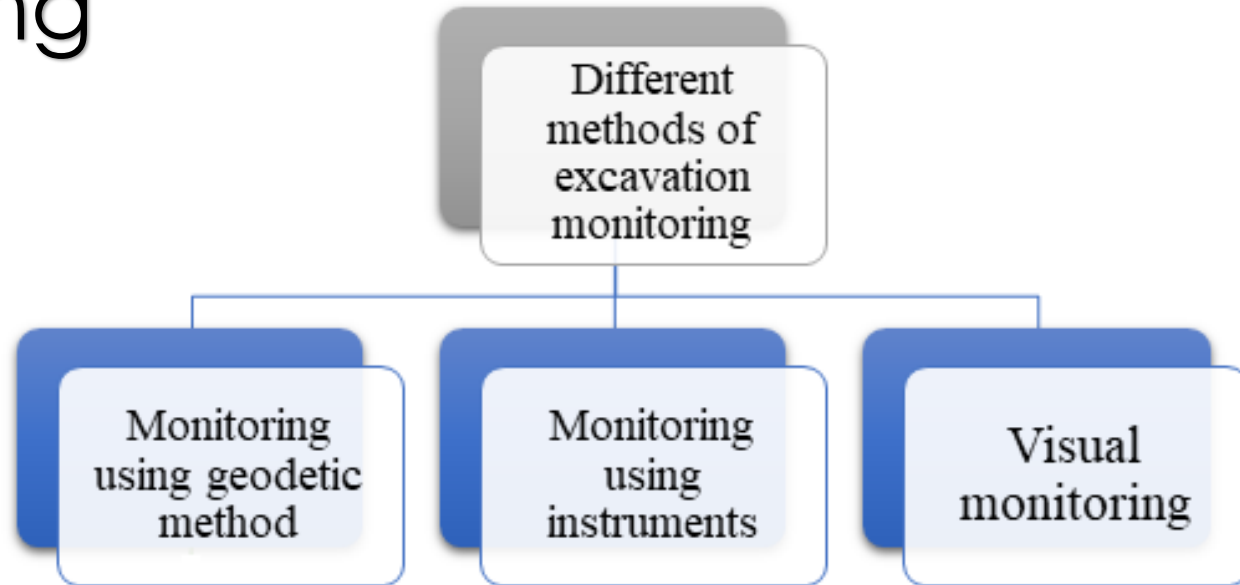 ng
Different
methods of
excavation
monitoring
Monitoring
using geodetic
method
Monitoring
using
instruments
Visual
monitoring